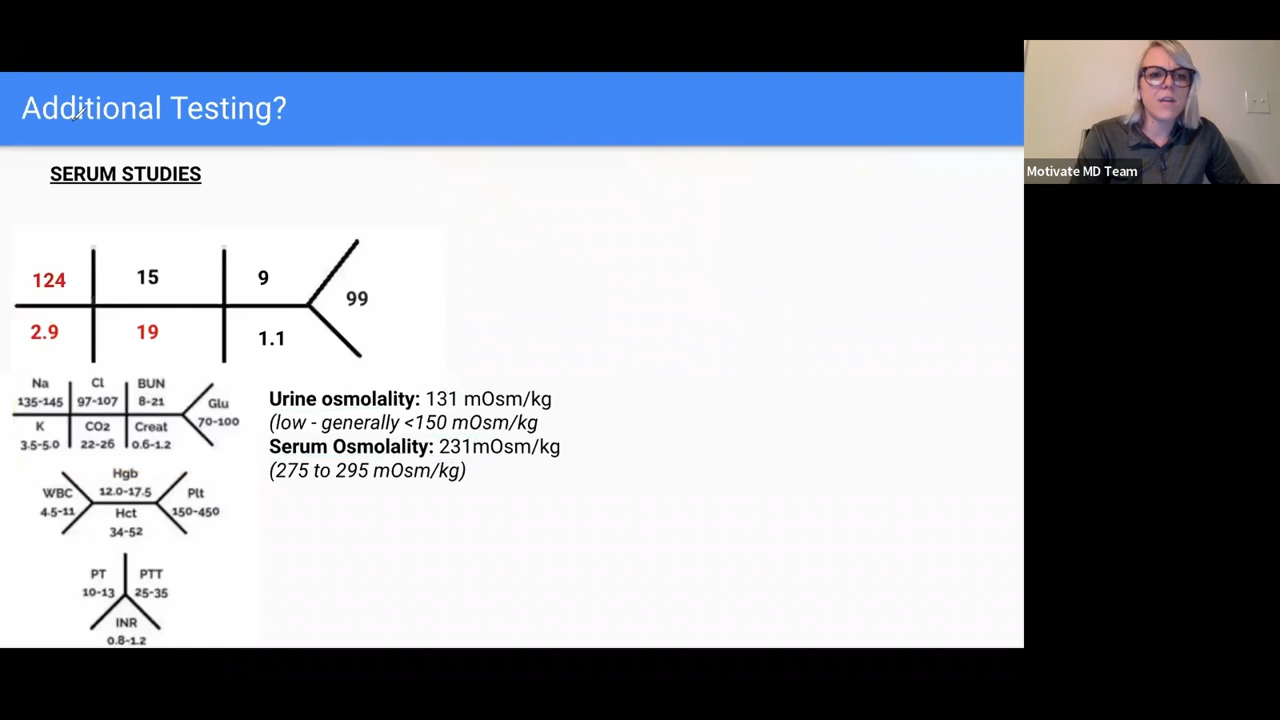 Additional Testing?
Motivate MD Team
SERUM STUDIES
124 15 9
99
2.9 19 1.1
Na Cl BUN
135-145 97-107 8-21
Glu
70-100
K CO2 Creat
3.5-5.0 22-26 0.6-1.2
Urine osmolality: 131 mOsm/kg
(low - generally <150 mOsm/kg
Serum Osmolality: 231mOsm/kg
(275 to 295 mOsm/kg)
Hgb
12.0-17.5
WBC Plt
4.5-11 150-450
Hct
34-52
PT PTT
10-13 25-35
INR
0.8-1.2